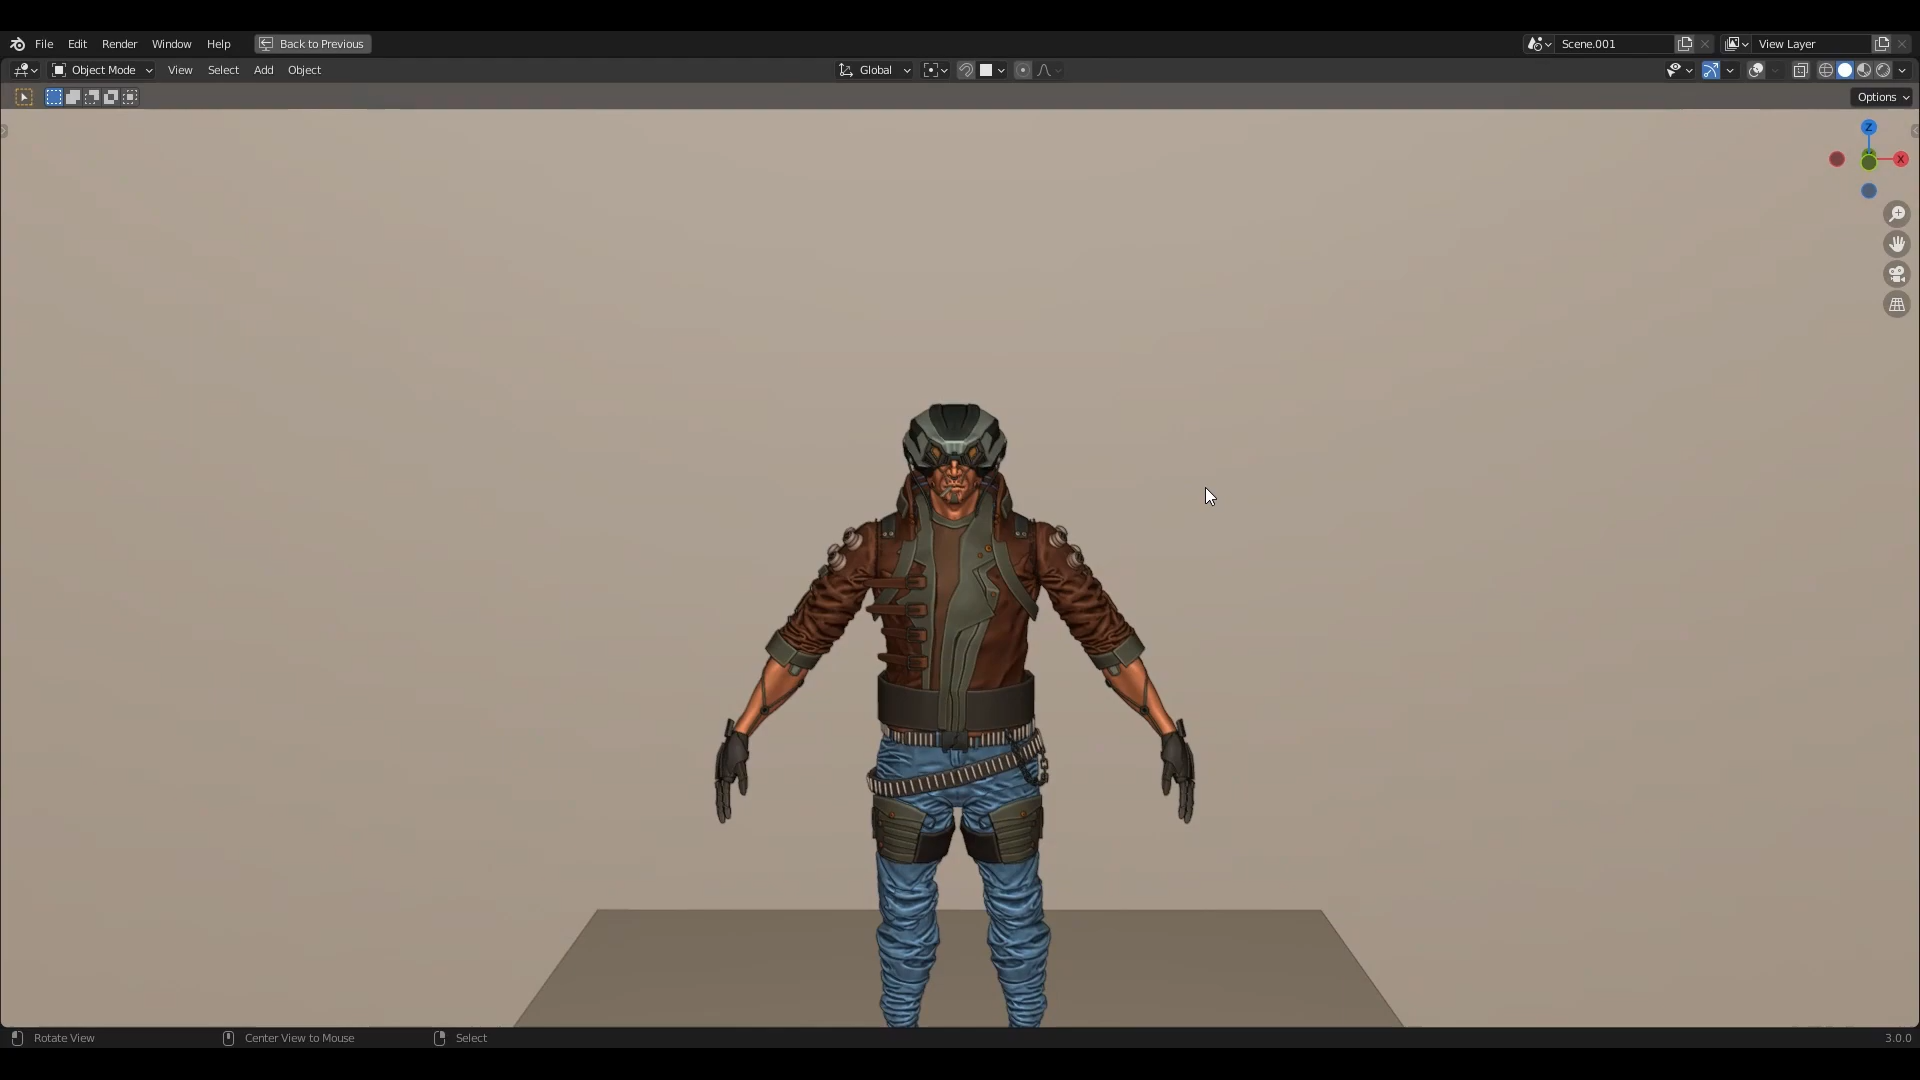 File Edit Render Window Help Back to Previous Scene.001 View Layer
Object Mode View Select Add Object Global
Options
Z
X
Rotate View Center View to Mouse Select 3.0.0